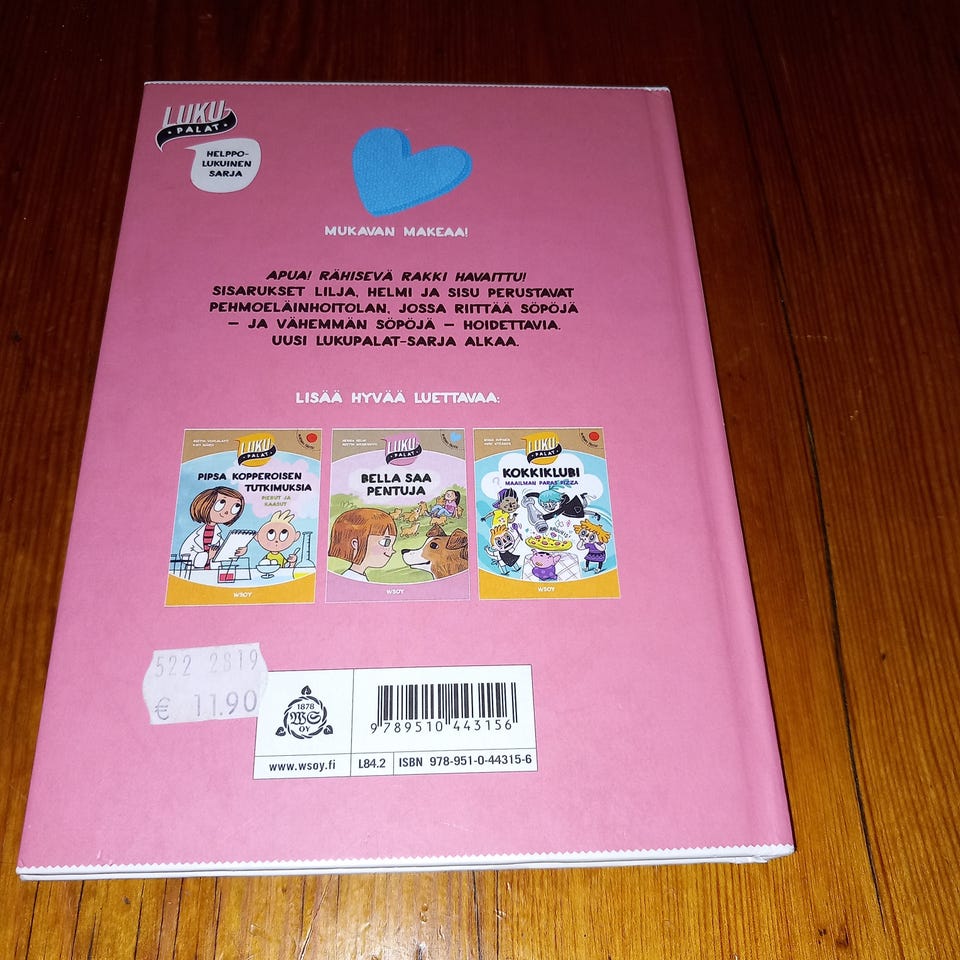 LUKU
• PALAT •
HELPPO-
LUKUINEN
SARJA
MUKAVAN MAKEAA!
APUA! RÄHISEVÄ RAKKI HAVAITTU!
SISARUKSET LILJA, HELMI JA SISU PERUSTAVAT
PEHMOELÄINHOITOLAN, JOSSA RIITTÄÄ SÖPÖJÄ
– JA VÄHEMMÄN SÖPÖJÄ – HOIDETTAVIA.
UUSI LUKUPALAT-SARJA ALKAA.
LISÄÄ HYVÄÄ LUETTAVAA:
LUKU
PALAT
PIPSA KOPPEROISEN
TUTKIMUKSIA
PIERUT JA
KAASUT
WSOY
LUKU
PALAT
BELLA SAA
PENTUJA
WSOY
LUKU
PALAT
KOKKIKLUBI
MAAILMAN PARAS PIZZA
WSOY
522 2819
€ 11.90
1878
WS
OY
9 789510 443156
www.wsoy.fi
L84.2
ISBN 978-951-0-44315-6